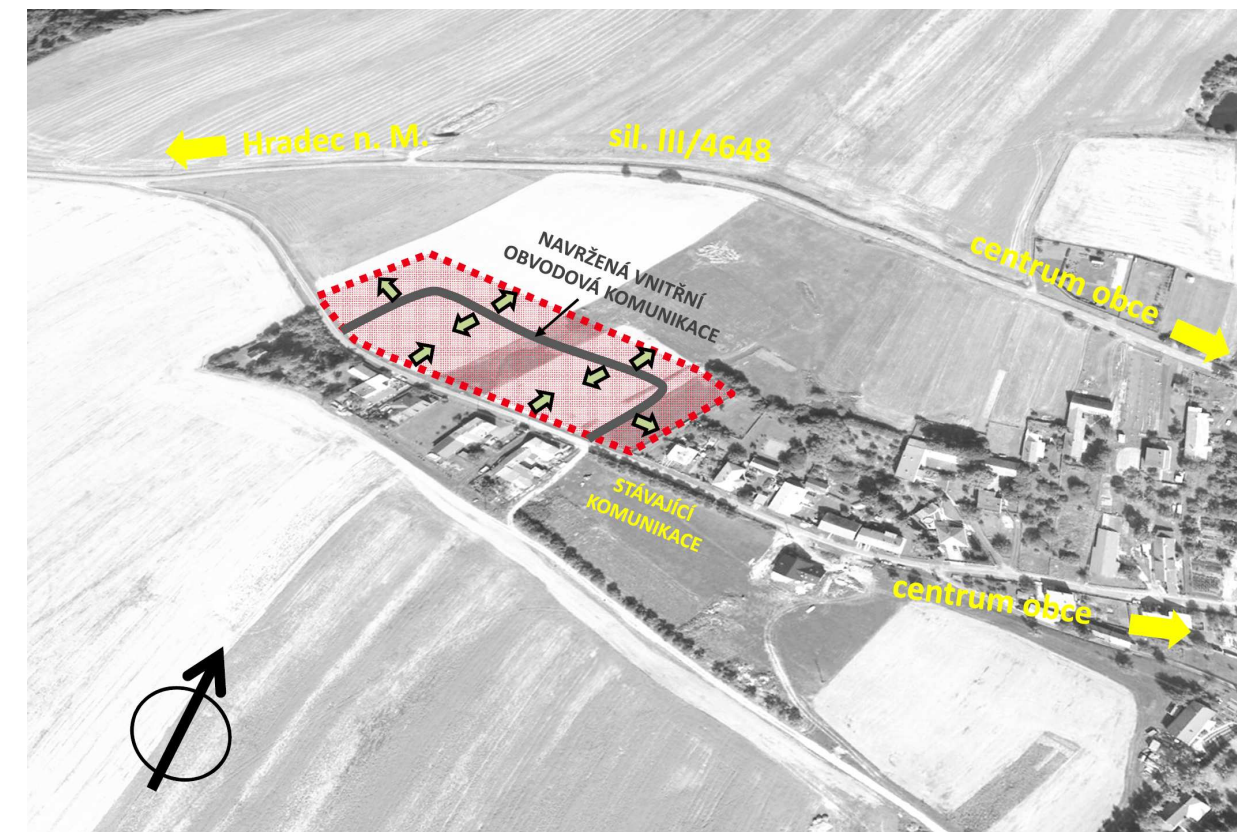 Hradec n. M.
sil. III/4648
centrum obce
NAVRŽENÁ VNITŘNÍ
OBVODOVÁ KOMUNIKACE
STÁVAJÍCÍ
KOMUNIKACE
centrum obce